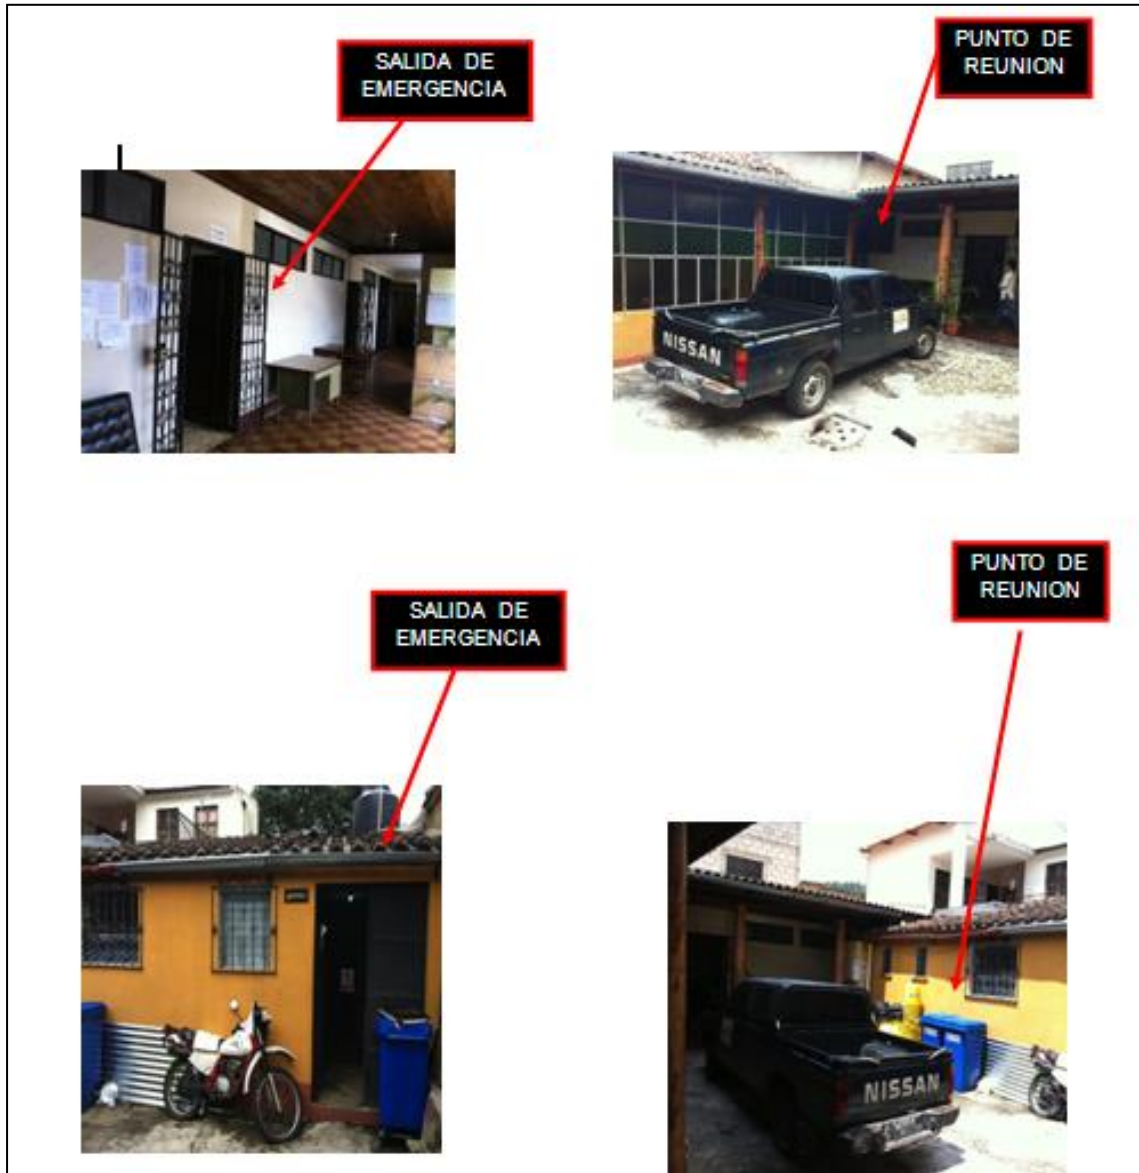 SALIDA DE
EMERGENCIA
PUNTO DE
REUNION
NISSAN
SALIDA DE
EMERGENCIA
PUNTO DE
REUNION
NISSAN